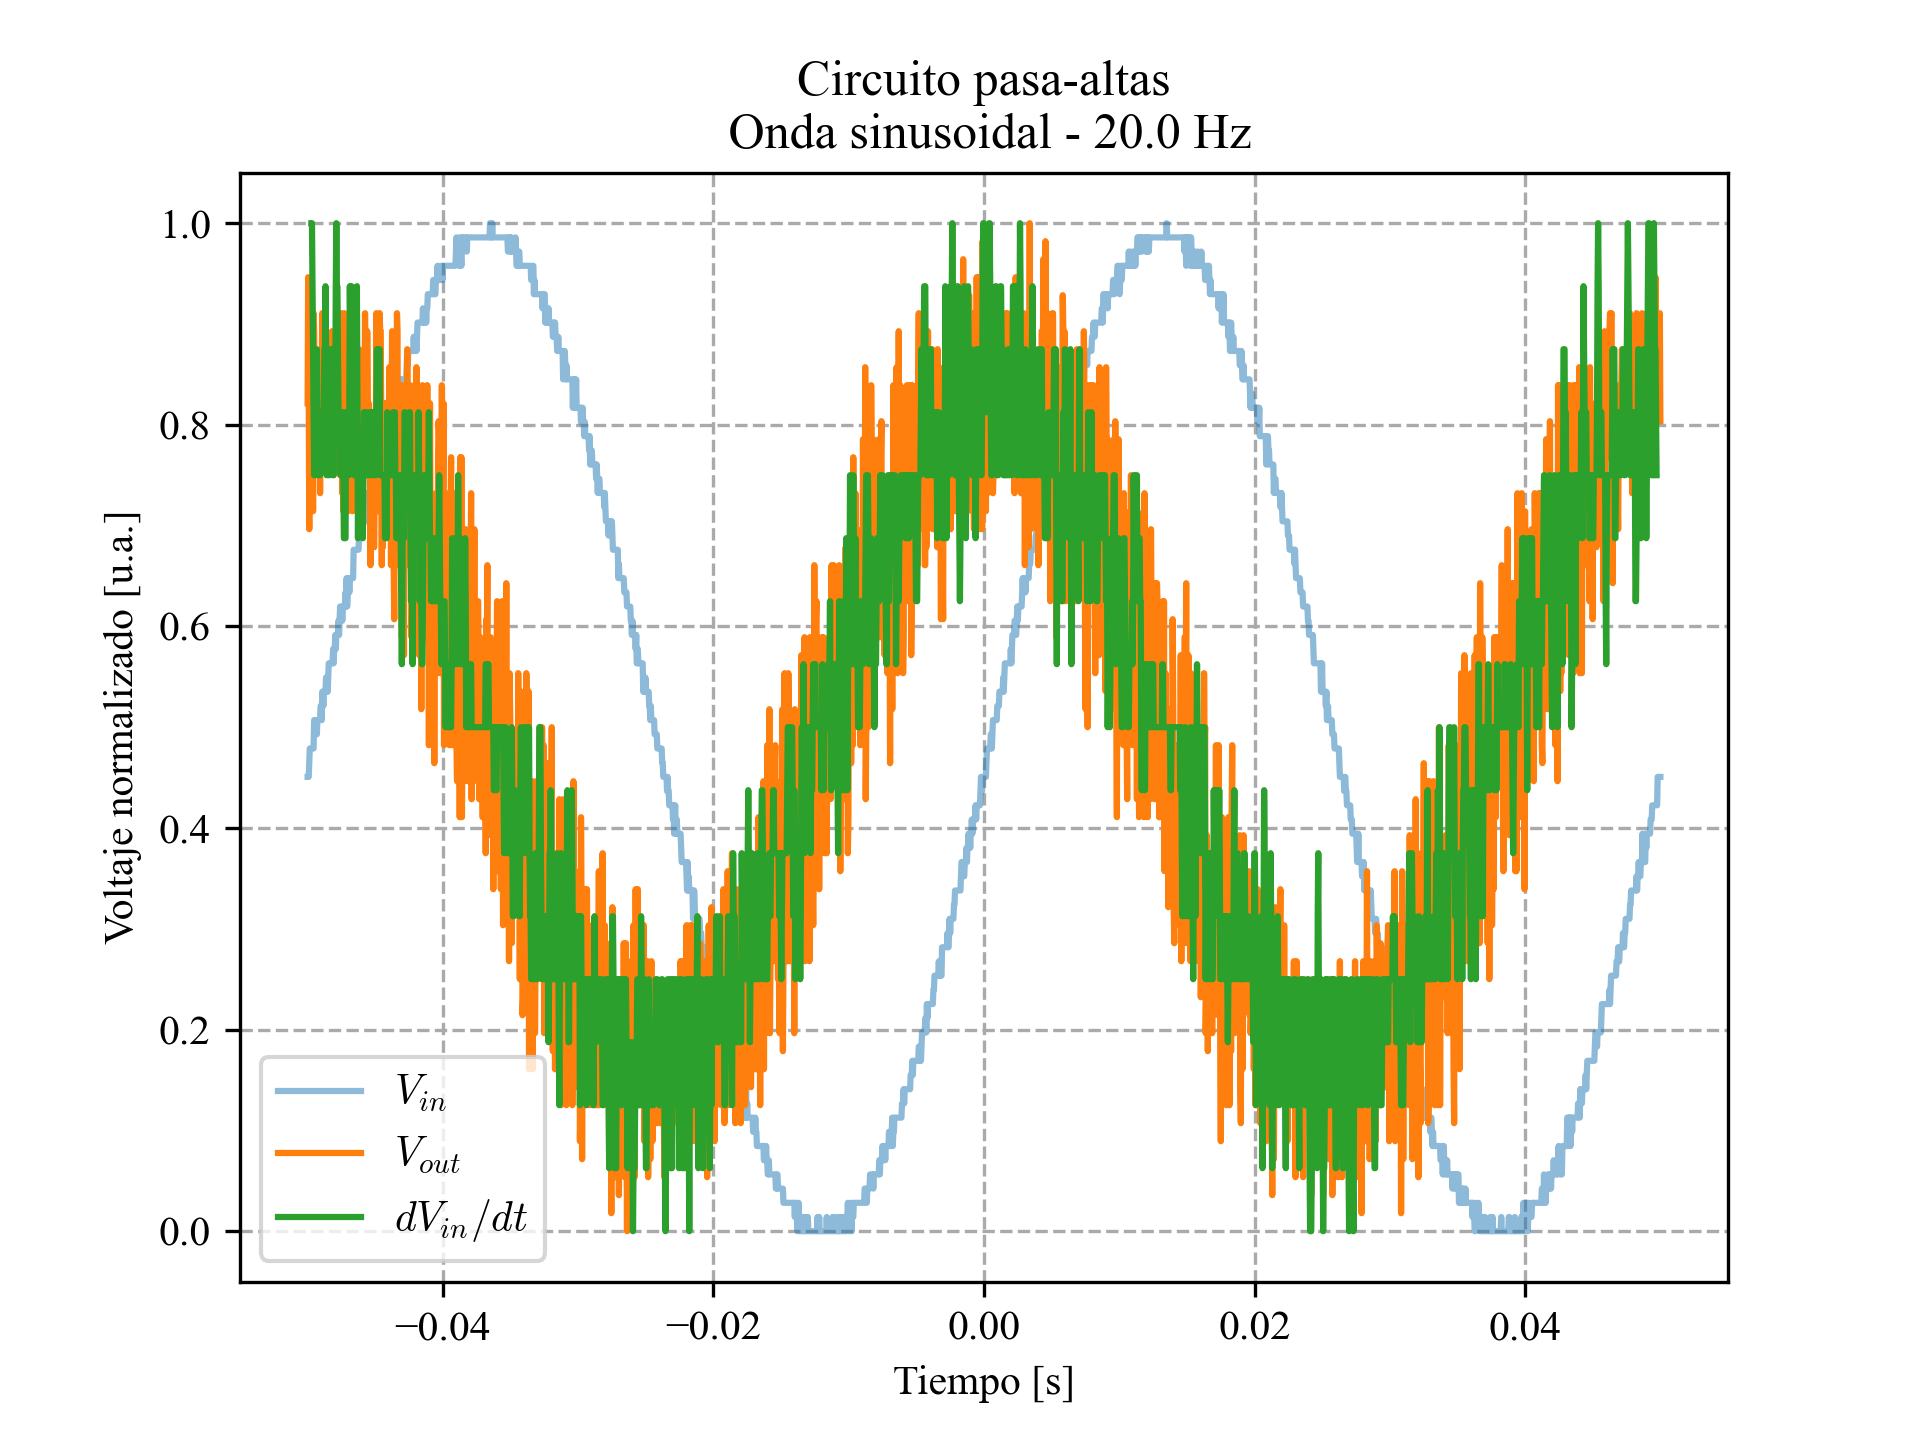 Circuito pasa-altas
Onda sinusoidal - 20.0 Hz
Voltaje normalizado [u.a.]
1.0
0.8
0.6
0.4
0.2
0.0
V_in
V_out
dV_in/dt
−0.04
−0.02
0.00
0.02
0.04
Tiempo [s]